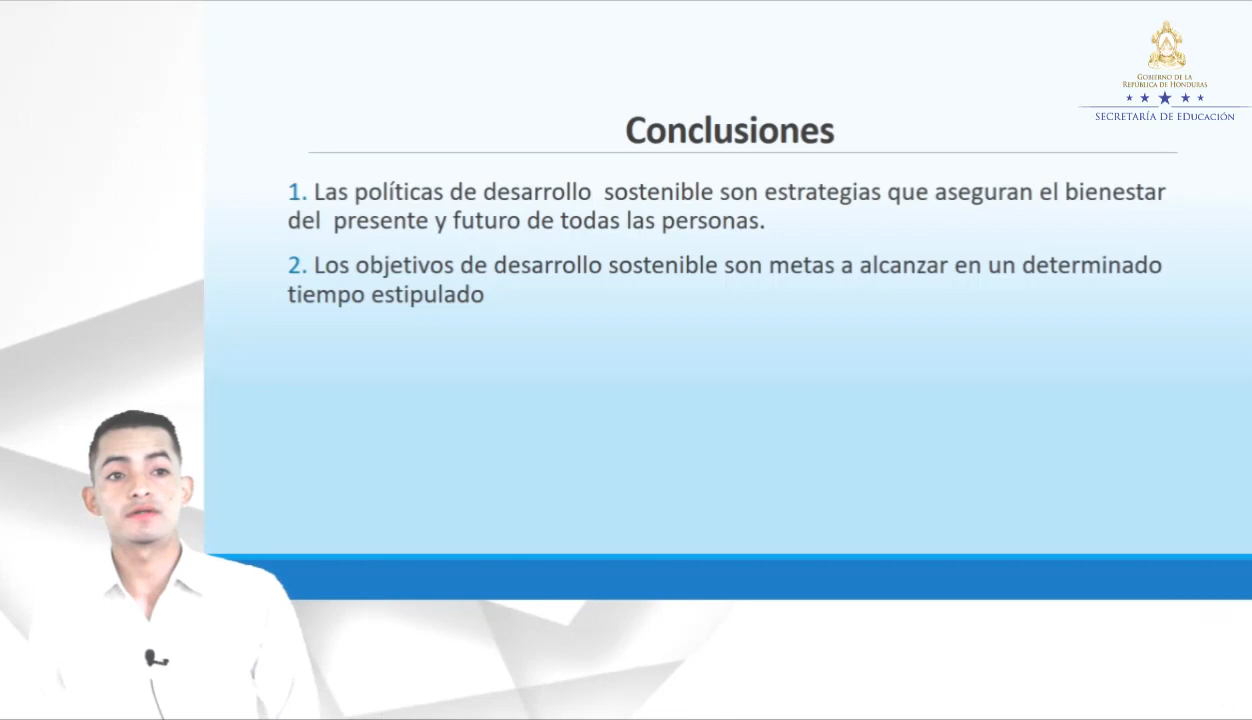 GOBIERNO DE LA
REPÚBLICA DE HONDURAS
SECRETARÍA DE EDUCACIÓN
Conclusiones
1. Las políticas de desarrollo sostenible son estrategias que aseguran el bienestar
del presente y futuro de todas las personas.
2. Los objetivos de desarrollo sostenible son metas a alcanzar en un determinado
tiempo estipulado